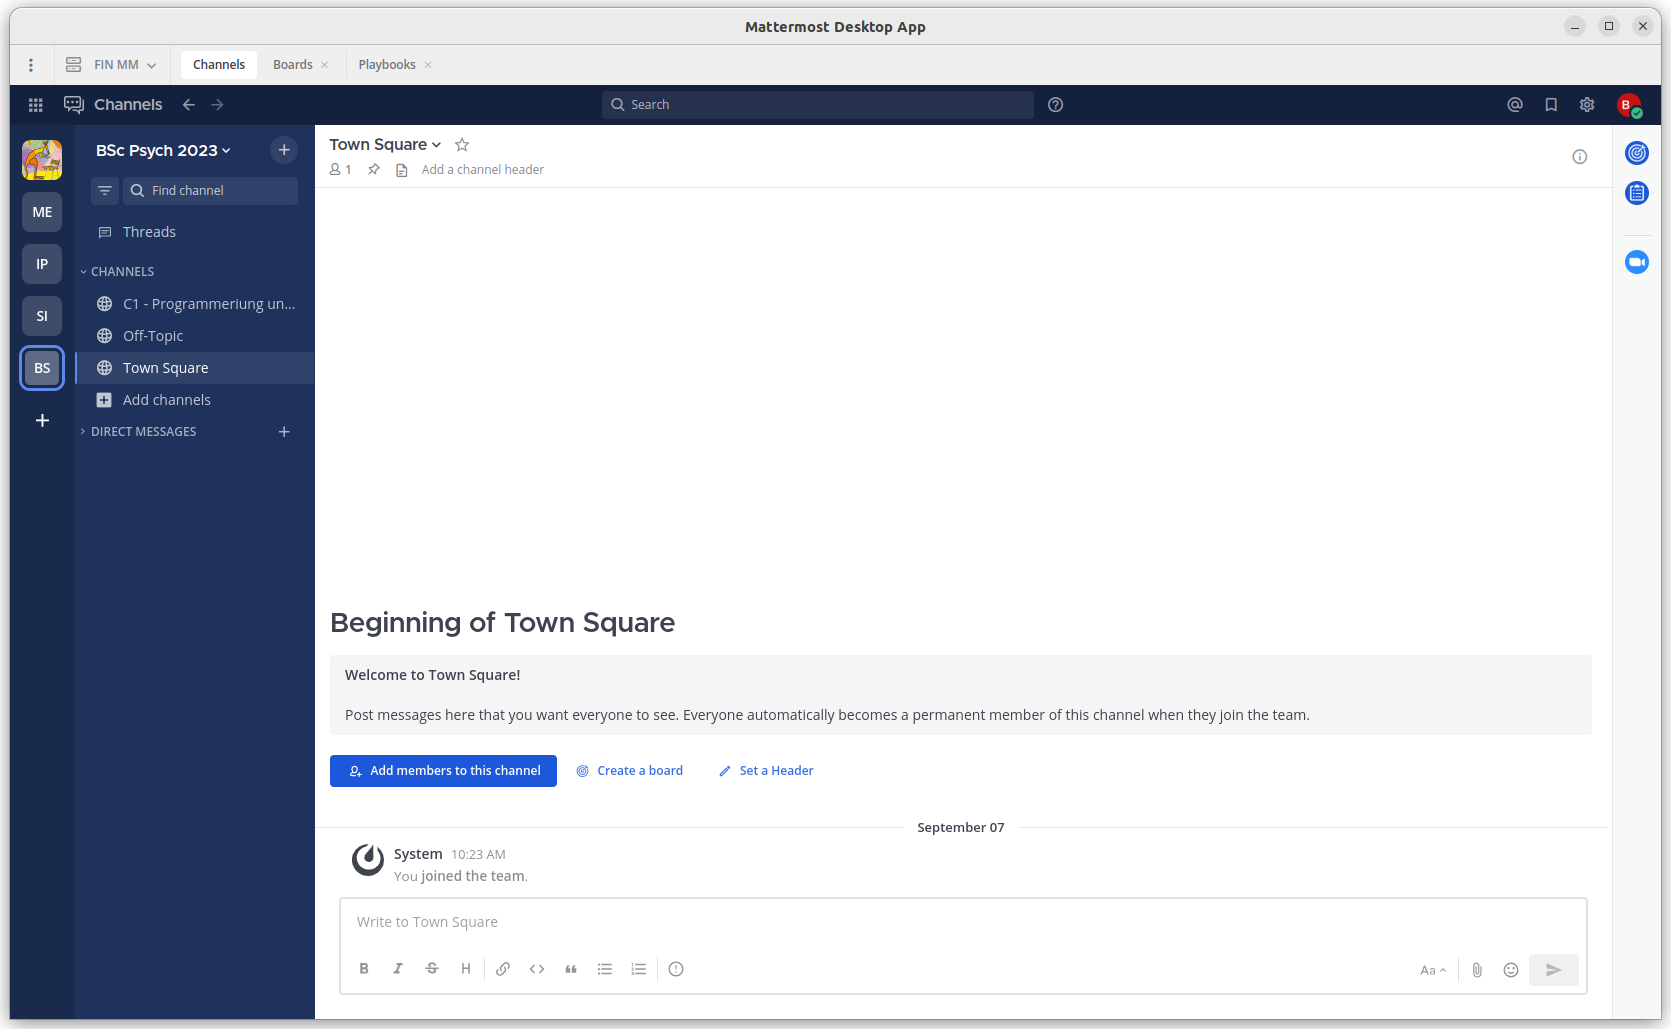 Mattermost Desktop App
FIN MM
Channels
Boards
Playbooks
Channels
Search
B
BSc Psych 2023
Find channel
ME
IP
SI
BS
Threads
CHANNELS
C1 - Programmeriung un...
Off-Topic
Town Square
Add channels
DIRECT MESSAGES
Town Square
1
Add a channel header
Beginning of Town Square
Welcome to Town Square!
Post messages here that you want everyone to see. Everyone automatically becomes a permanent member of this channel when they join the team.
Add members to this channel
Create a board
Set a Header
September 07
System 10:23 AM
You joined the team.
Write to Town Square
B I S H
Aa